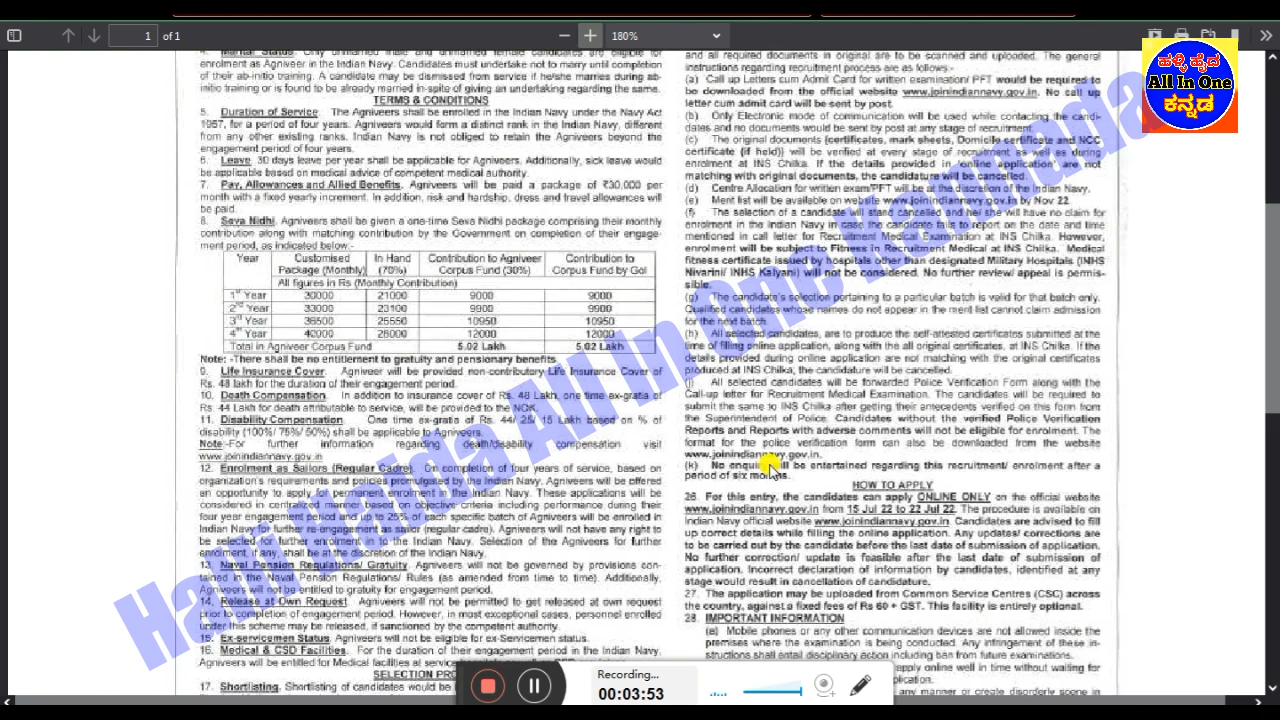 1 of 1
180%
ಹಳ್ಳಿ ಹೈದ
All In One
ಕನ್ನಡ
4. Marital Status. Only unmarried male and unmarried female candidates are eligible for
enrolment as Agniveer in the Indian Navy. Candidates must undertake not to marry until completion
of their ab-initio training. A candidate may be dismissed from service if he/she marries during ab-
initio training or is found to be already married in-spite of giving an undertaking regarding the same.
TERMS & CONDITIONS
5. Duration of Service. The Agniveers shall be enrolled in the Indian Navy under the Navy Act
1957, for a period of four years. Agniveers would form a distinct rank in the Indian Navy, different
from any other existing ranks. Indian Navy is not obliged to retain the Agniveers beyond the
engagement period of four years.
6. Leave 30 days leave per year shall be applicable for Agniveers. Additionally, sick leave would
be applicable based on medical advice of competent medical authority.
7. Pay, Allowances and Allied Benefits. Agniveers will be paid a package of ₹30,000 per
month with a fixed yearly increment. In addition, risk and hardship, dress and travel allowances will
be paid.
8. Seva Nidhi. Agniveers shall be given a one-time Seva Nidhi package comprising their monthly
contribution along with matching contribution by the Government on completion of their engage-
ment period, as indicated below:-
Year Customised Package (Monthly) In Hand (70%) Contribution to Agniveer Corpus Fund (30%) Contribution to Corpus Fund by GoI
All figures in Rs (Monthly Contribution)
1st Year 30000 21000 9000 9000
2nd Year 33000 23100 9900 9900
3rd Year 36500 25550 10950 10950
4th Year 40000 28000 12000 12000
Total in Agniveer Corpus Fund 5.02 Lakh 5.02 Lakh
Note: -There shall be no entitlement to gratuity and pensionary benefits.
9. Life Insurance Cover. Agniveer will be provided non-contributory Life Insurance Cover of
Rs. 48 lakh for the duration of their engagement period.
10. Death Compensation. In addition to insurance cover of Rs. 48 Lakh, one time ex-gratia of
Rs. 44 Lakh for death attributable to service, will be provided to the NOK.
11. Disability Compensation. One time ex-gratis of Rs. 44/ 25/ 15 Lakh based on % of
disability (100%/ 75%/ 50%) shall be applicable to Agniveers.
Note:-For further information regarding death/disability compensation visit
www.joinindiannavy.gov.in
12. Enrolment as Sailors (Regular Cadre). On completion of four years of service, based on
organization's requirements and policies promulgated by the Indian Navy, Agniveers will be offered
an opportunity to apply for permanent enrolment in the Indian Navy. These applications will be
considered in centralized manner based on objective criteria including performance during their
four year engagement period and up to 25% of each specific batch of Agniveers will be enrolled in
Indian Navy for further re-engagement as sailor (regular cadre). Agniveers will not have any right to
be selected for further enrolment in to the Indian Navy. Selection of the Agniveers for further
enrolment, if any, shall be at the discretion of the Indian Navy.
13. Naval Pension Regulations/ Gratuity. Agniveers will not be governed by provisions con-
tained in the Naval Pension Regulations/ Rules (as amended from time to time). Additionally,
Agniveers will not be entitled to gratuity for engagement period.
14. Release at Own Request. Agniveers will not be permitted to get released at own request
prior to completion of engagement period. However, in most exceptional cases, personnel enrolled
under this scheme may be released, if sanctioned by the competent authority.
15. Ex-servicemen Status. Agniveers will not be eligible for ex-Servicemen status.
16. Medical & CSD Facilities. For the duration of their engagement period in the Indian Navy,
Agniveers will be entitled for Medical facilities at service
SELECTION
17. Shortlisting. Shortlisting of candidates would be
and all required documents in original are to be scanned and uploaded. The general
instructions regarding recruitment process are as follows:-
(a) Call up Letters cum Admit Card for written examination/ PFT would be required to
be downloaded from the official website www.joinindiannavy.gov.in. No call up
letter cum admit card will be sent by post.
(b) Only Electronic mode of communication will be used while contacting the candi-
dates and no documents would be sent by post at any stage of recruitment.
(c) The original documents (certificates, mark sheets, Domicile certificate and NCC
certificate (if held)) will be verified at every stage of recruitment as well as during
enrolment at INS Chilka. If the details provided in 'online application' are not
matching with original documents, the candidature will be cancelled.
(d) Centre Allocation for written exam/PFT will be at the discretion of the Indian Navy.
(e) Merit list will be available on website www.joinindiannavy.gov.in by Nov 22
(f) The selection of a candidate will stand cancelled and he/ she will have no claim for
enrolment in the Indian Navy in case the candidate fails to report on the date and time
mentioned in call letter for Recruitment Medical Examination at INS Chilka. However,
enrolment will be subject to Fitness in Recruitment Medical at INS Chilka. Medical
fitness certificate issued by hospitals other than designated Military Hospitals (INHS
Nivarini/ INHS Kalyani) will not be considered. No further review/ appeal is permis-
sible.
(g) The candidate's selection pertaining to a particular batch is valid for that batch only.
Qualified candidates whose names do not appear in the merit list cannot claim admission
for the next batch.
(h) All selected candidates, are to produce the self-attested certificates submitted at the
time of filling online application, along with the all original certificates, at INS Chilka. If the
details provided during online application are not matching with the original certificates
produced at INS Chilka, the candidature will be cancelled.
(j) All selected candidates will be forwarded Police Verification Form along with the
Call-up letter for Recruitment Medical Examination. The candidates will be required to
submit the same to INS Chilka after getting their antecedents verified on this form from
the Superintendent of Police. Candidates without the verified Police Verification
Reports and Reports with adverse comments will not be eligible for enrolment. The
format for the police verification form can also be downloaded from the website
www.joinindiannavy.gov.in.
(k) No enquiry will be entertained regarding this recruitment/ enrolment after a
period of six months.
HOW TO APPLY
26. For this entry, the candidates can apply ONLINE ONLY on the official website
www.joinindiannavy.gov.in from 15 Jul 22 to 22 Jul 22. The procedure is available on
Indian Navy official website www.joinindiannavy.gov.in. Candidates are advised to fill
up correct details while filling the online application. Any updates/ corrections are
to be carried out by the candidate before the last date of submission of application.
No further correction/ update is feasible after the last date of submission of
application. Incorrect declaration of information by candidates, identified at any
stage would result in cancellation of candidature.
27. The application may be uploaded from Common Service Centres (CSC) across
the country, against a fixed fees of Rs 60 + GST. This facility is entirely optional.
28. IMPORTANT INFORMATION
(a) Mobile phones or any other communication devices are not allowed inside the
premises where the examination is being conducted. Any infringement of these in-
structions shall entail disciplinary action including ban from future examinations.
apply online well in time without waiting for
any manner or create disorderly scene in
Recording...
00:03:53